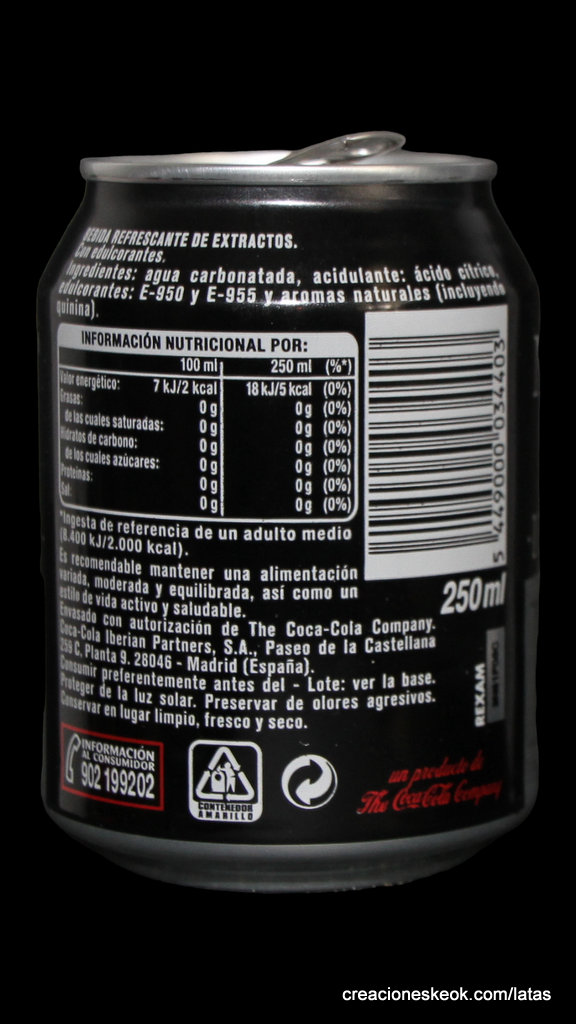 BEBIDA REFRESCANTE DE EXTRACTOS.
Con edulcorantes.
Ingredientes: agua carbonatada, acidulante: ácido cítrico,
edulcorantes: E-950 y E-955 y aromas naturales (incluyendo
quinina).
INFORMACIÓN NUTRICIONAL POR:
100 ml 250 ml (%*)
Valor energético: 7 kJ/2 kcal 18 kJ/5 kcal (0%)
Grasas: 0 g 0 g (0%)
de las cuales saturadas: 0 g 0 g (0%)
Hidratos de carbono: 0 g 0 g (0%)
de los cuales azúcares: 0 g 0 g (0%)
Proteínas: 0 g 0 g (0%)
Sal: 0 g 0 g (0%)
*Ingesta de referencia de un adulto medio
(8.400 kJ/2.000 kcal).
Es recomendable mantener una alimentación
variada, moderada y equilibrada, así como un
estilo de vida activo y saludable.
Envasado con autorización de The Coca-Cola Company.
Coca-Cola Iberian Partners, S.A., Paseo de la Castellana
259 C, Planta 9. 28046 - Madrid (España).
Consumir preferentemente antes del - Lote: ver la base.
Proteger de la luz solar. Preservar de olores agresivos.
Conservar en lugar limpio, fresco y seco.
5 449000 034403
250 ml
REXAM
INFORMACIÓN
AL CONSUMIDOR
902 199202
CONTENEDOR
AMARILLO
un producto de
The Coca-Cola Company
creacioneskeok.com/latas